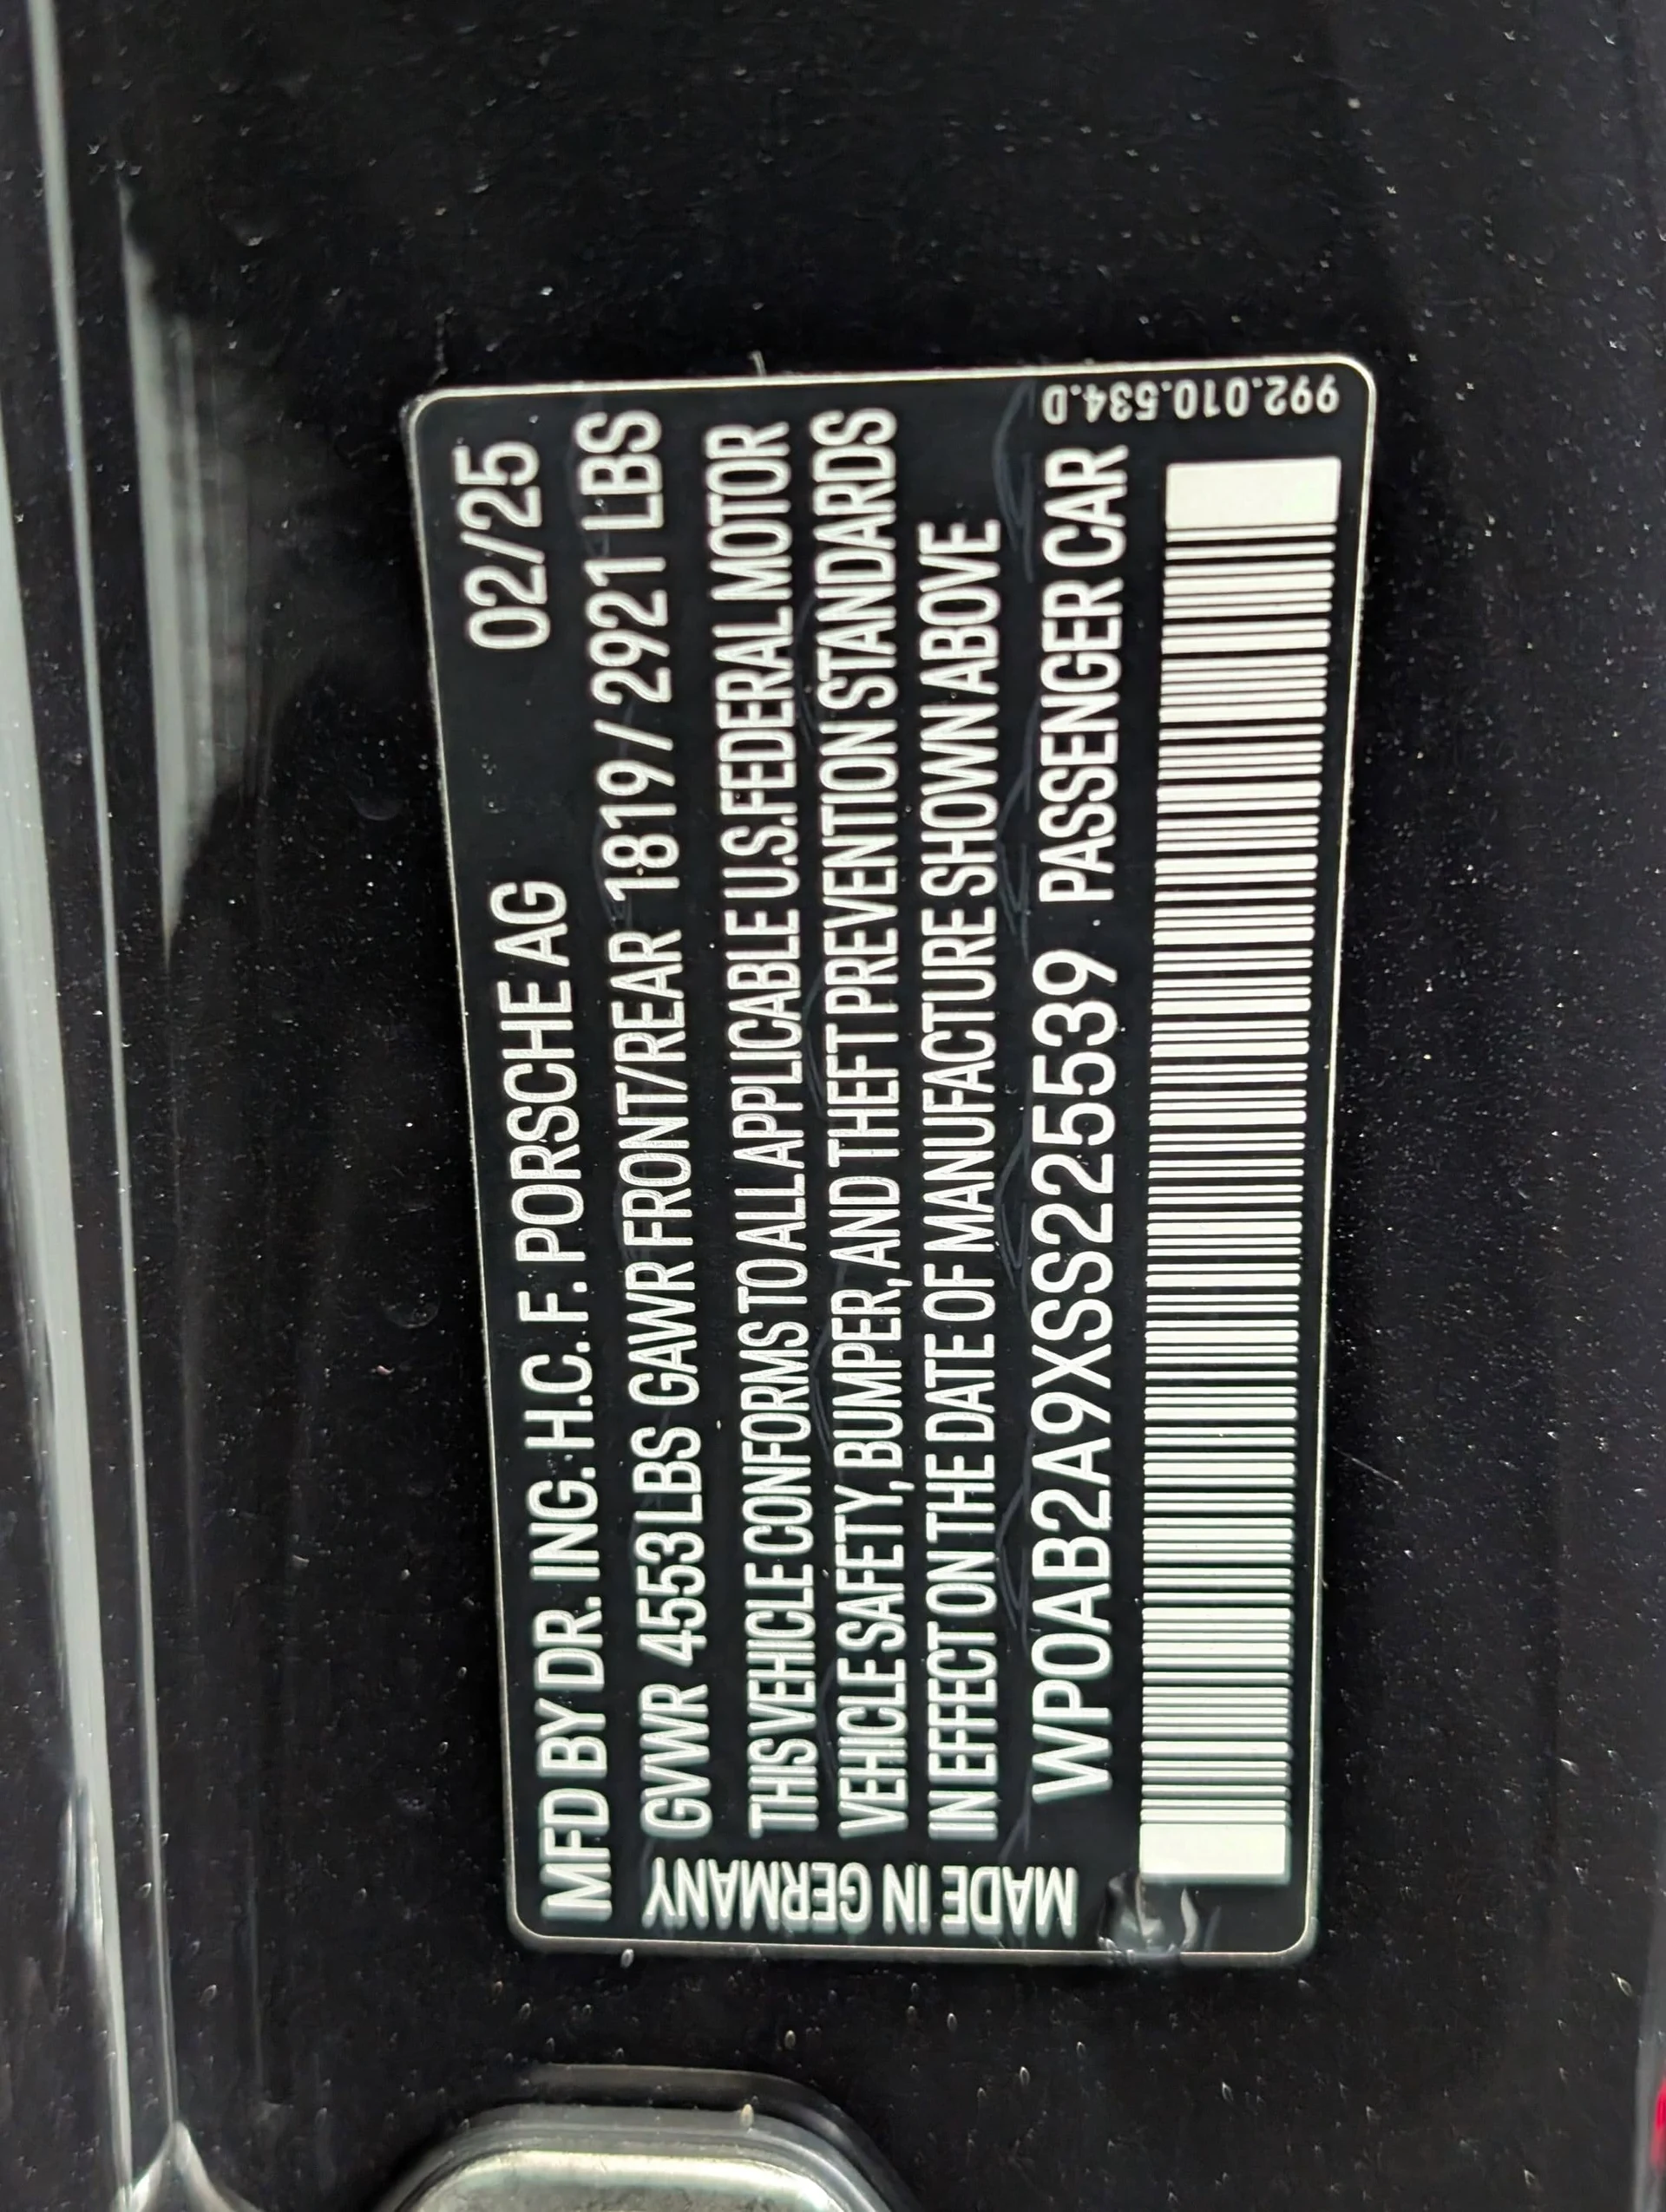 MFD BY DR. ING. H.C. F. PORSCHE AG 02/25
GVWR 4553 LBS GAWR FRONT/REAR 1819 / 2921 LBS
THIS VEHICLE CONFORMS TO ALL APPLICABLE U.S.FEDERAL MOTOR
VEHICLE SAFETY, BUMPER, AND THEFT PREVENTION STANDARDS
IN EFFECT ON THE DATE OF MANUFACTURE SHOWN ABOVE
WP0AB2A9XSS225539 PASSENGER CAR
MADE IN GERMANY
992.010.534.D